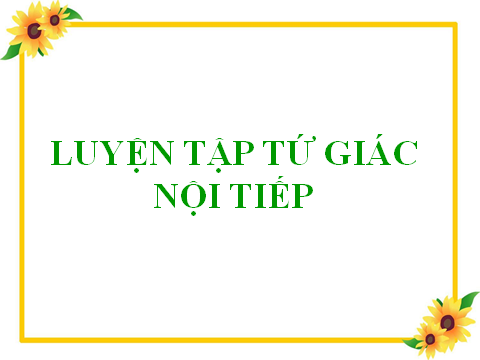 LUYỆN TẬP TỨ GIÁC
NỘI TIẾP